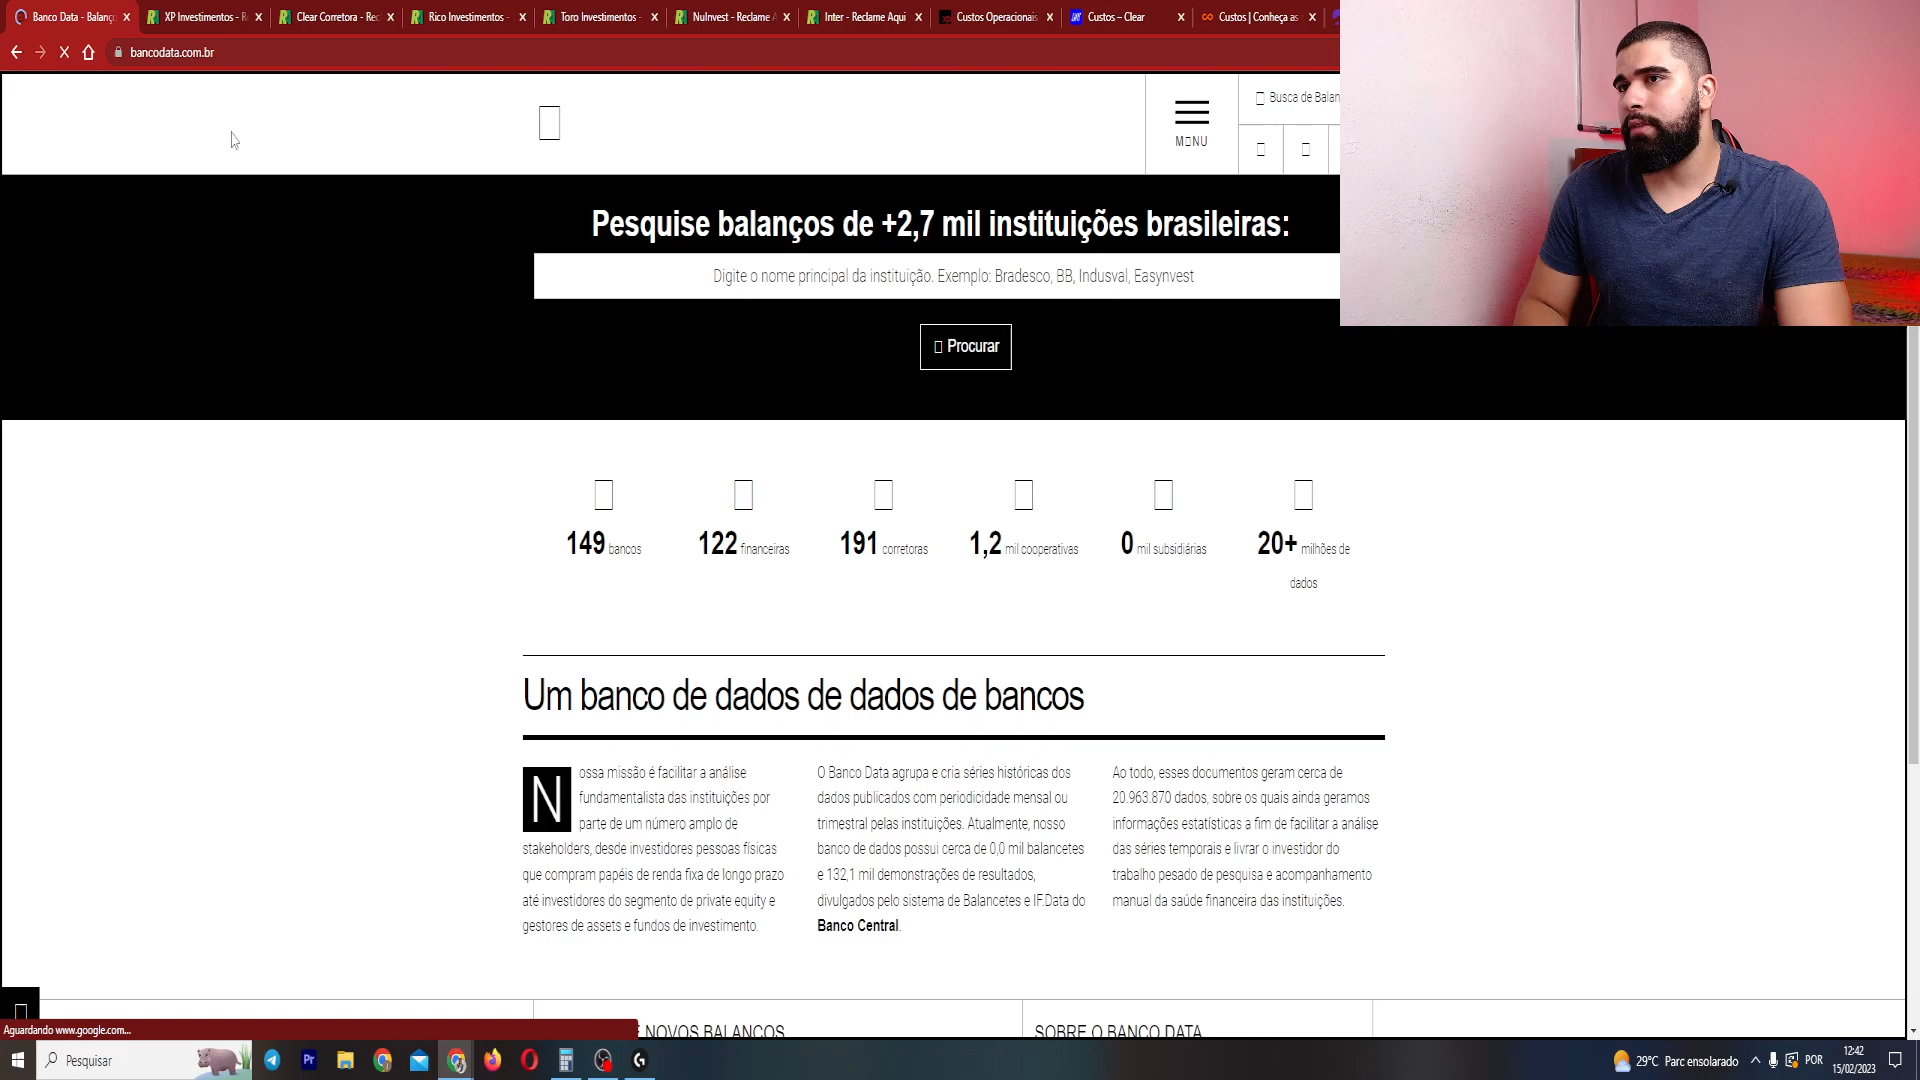 Banco Data - Balanç
XP Investimentos - R
Clear Corretora - Rec
Rico Investimentos -
Toro Investimentos -
NuInvest - Reclame A
Inter - Reclame Aqui
Custos Operacionais
Custos – Clear
Custos | Conheça as
bancodata.com.br
MENU
Busca de Balan
Pesquise balanços de +2,7 mil instituições brasileiras:
Digite o nome principal da instituição. Exemplo: Bradesco, BB, Indusval, Easynvest
Procurar
149 bancos
122 financeiras
191 corretoras
1,2 mil cooperativas
0 mil subsidiárias
20+ milhões de
dados
Um banco de dados de dados de bancos
Nossa missão é facilitar a análise
fundamentalista das instituições por
parte de um número amplo de
stakeholders, desde investidores pessoas físicas
que compram papéis de renda fixa de longo prazo
até investidores do segmento de private equity e
gestores de assets e fundos de investimento.
O Banco Data agrupa e cria séries históricas dos
dados publicados com periodicidade mensal ou
trimestral pelas instituições. Atualmente, nosso
banco de dados possui cerca de 0,0 mil balancetes
e 132,1 mil demonstrações de resultados,
divulgados pelo sistema de Balancetes e IF.Data do
Banco Central.
Ao todo, esses documentos geram cerca de
20.963.870 dados, sobre os quais ainda geramos
informações estatísticas a fim de facilitar a análise
das séries temporais e livrar o investidor do
trabalho pesado de pesquisa e acompanhamento
manual da saúde financeira das instituições.
NOVOS BALANÇOS
SOBRE O BANCO DATA
Aguardando www.google.com...
Pesquisar
Pr
29°C Parc ensolarado
POR
12:42
15/02/2023